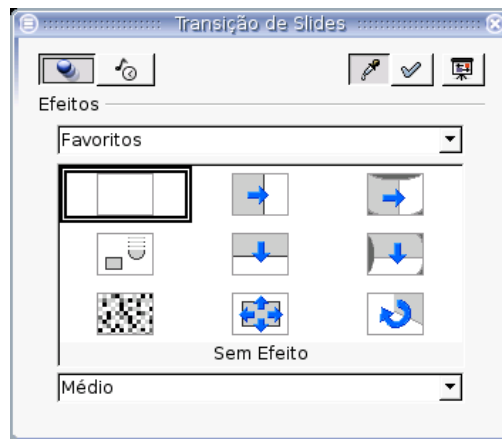 Transição de Slides
Efeitos
Favoritos
Sem Efeito
Médio